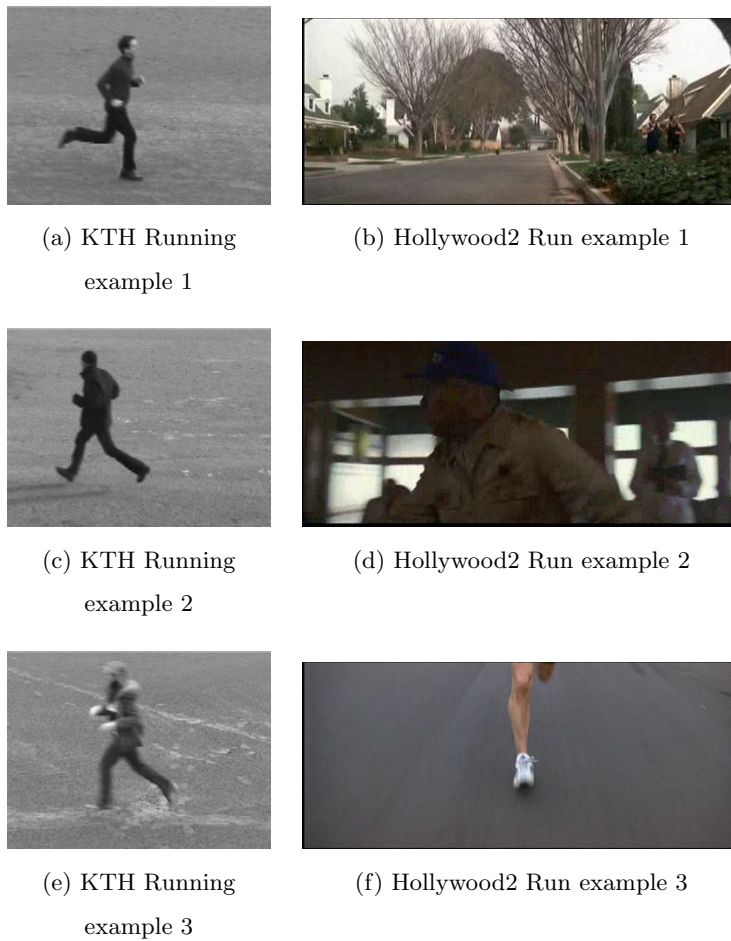 (a) KTH Running
example 1
(b) Hollywood2 Run example 1
(c) KTH Running
example 2
(d) Hollywood2 Run example 2
(e) KTH Running
example 3
(f) Hollywood2 Run example 3